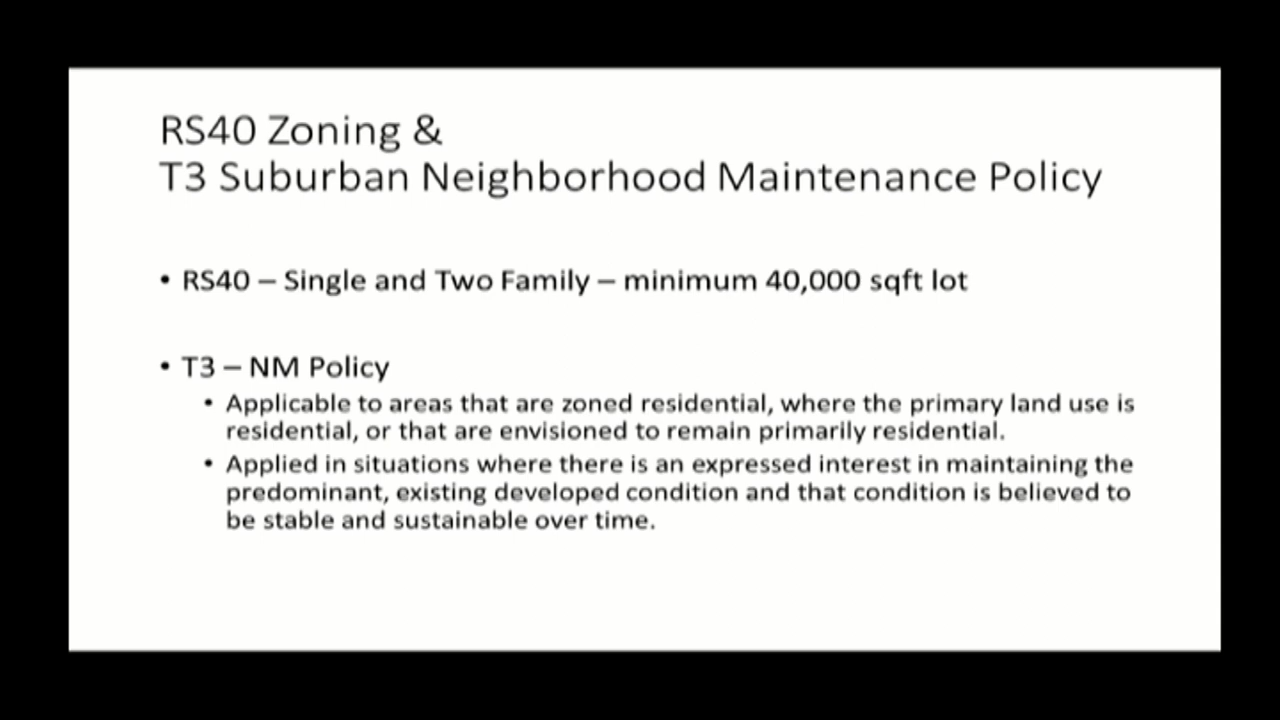 RS40 Zoning &
T3 Suburban Neighborhood Maintenance Policy
• RS40 – Single and Two Family – minimum 40,000 sqft lot
• T3 – NM Policy
• Applicable to areas that are zoned residential, where the primary land use is
residential, or that are envisioned to remain primarily residential.
• Applied in situations where there is an expressed interest in maintaining the
predominant, existing developed condition and that condition is believed to
be stable and sustainable over time.